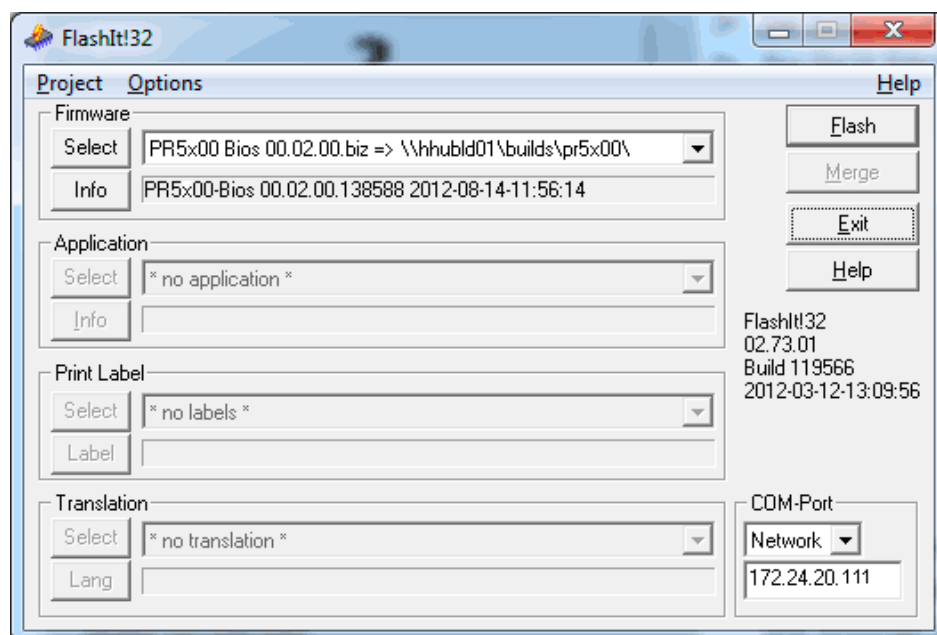 FlashIt!32
Project Options Help
Firmware
Select PR5x00 Bios 00.02.00.biz => \\hhubld01\builds\pr5x00\
Info PR5x00-Bios 00.02.00.138588 2012-08-14-11:56:14
Flash
Merge
Exit
Help
Application
Select * no application *
Info
FlashIt!32
02.73.01
Build 119566
2012-03-12-13:09:56
Print Label
Select * no labels *
Label
Translation
Select * no translation *
Lang
COM-Port
Network
172.24.20.111